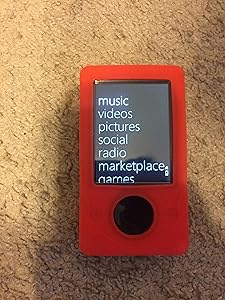 music
videos
pictures
social
radio
marketplace
games